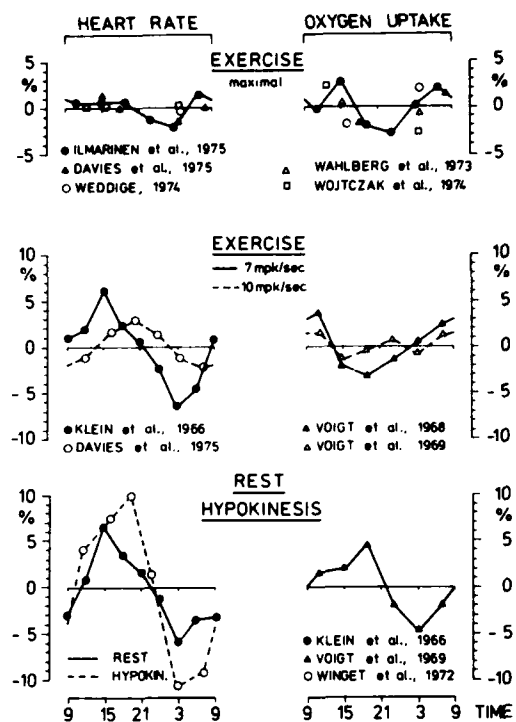 HEART RATE
OXYGEN UPTAKE
EXERCISE
maximal
5
%
0
-5
5
%
0
-5
ILMARINEN et al., 1975
DAVIES et al., 1975
WEDDIGE, 1974
WAHLBERG et al., 1973
WOJTCZAK et al., 1974
EXERCISE
7 mpk/sec
10 mpk/sec
10
%
5
0
-5
-10
10
%
5
0
-5
-10
KLEIN et al., 1966
DAVIES et al., 1975
VOIGT et al., 1968
VOIGT et al., 1969
REST
HYPOKINESIS
10
%
5
0
-5
-10
10
%
5
0
-5
-10
REST
HYPOKIN.
KLEIN et al., 1966
VOIGT et al., 1969
WINGET et al., 1972
9 15 21 3 9
9 15 21 3 9 TIME